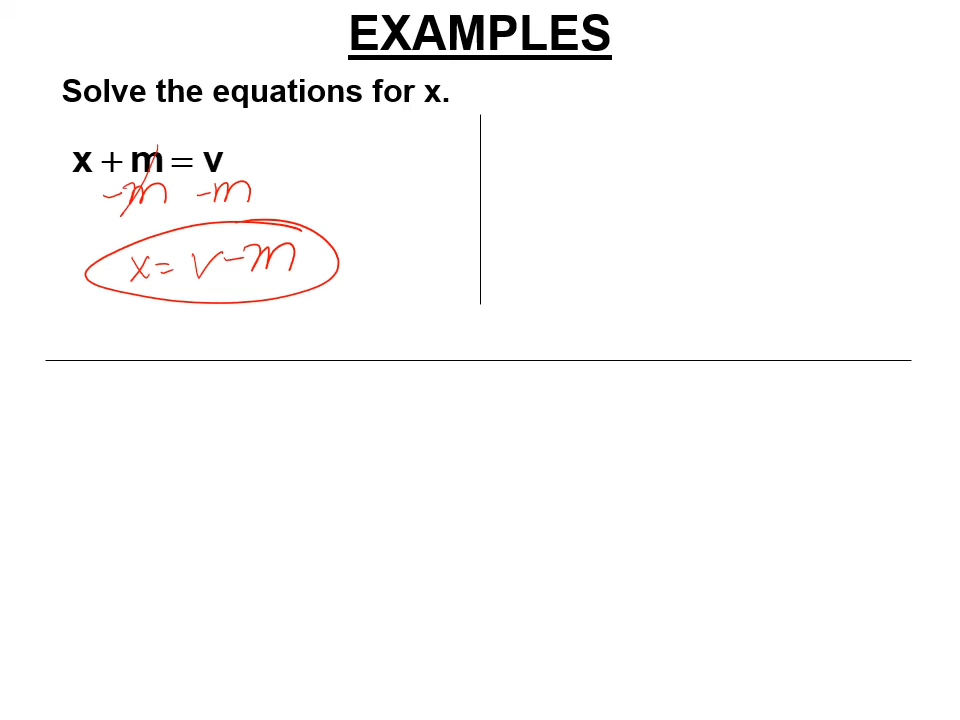 EXAMPLES
Solve the equations for x.
x + m = v
-m -m
x = v - m